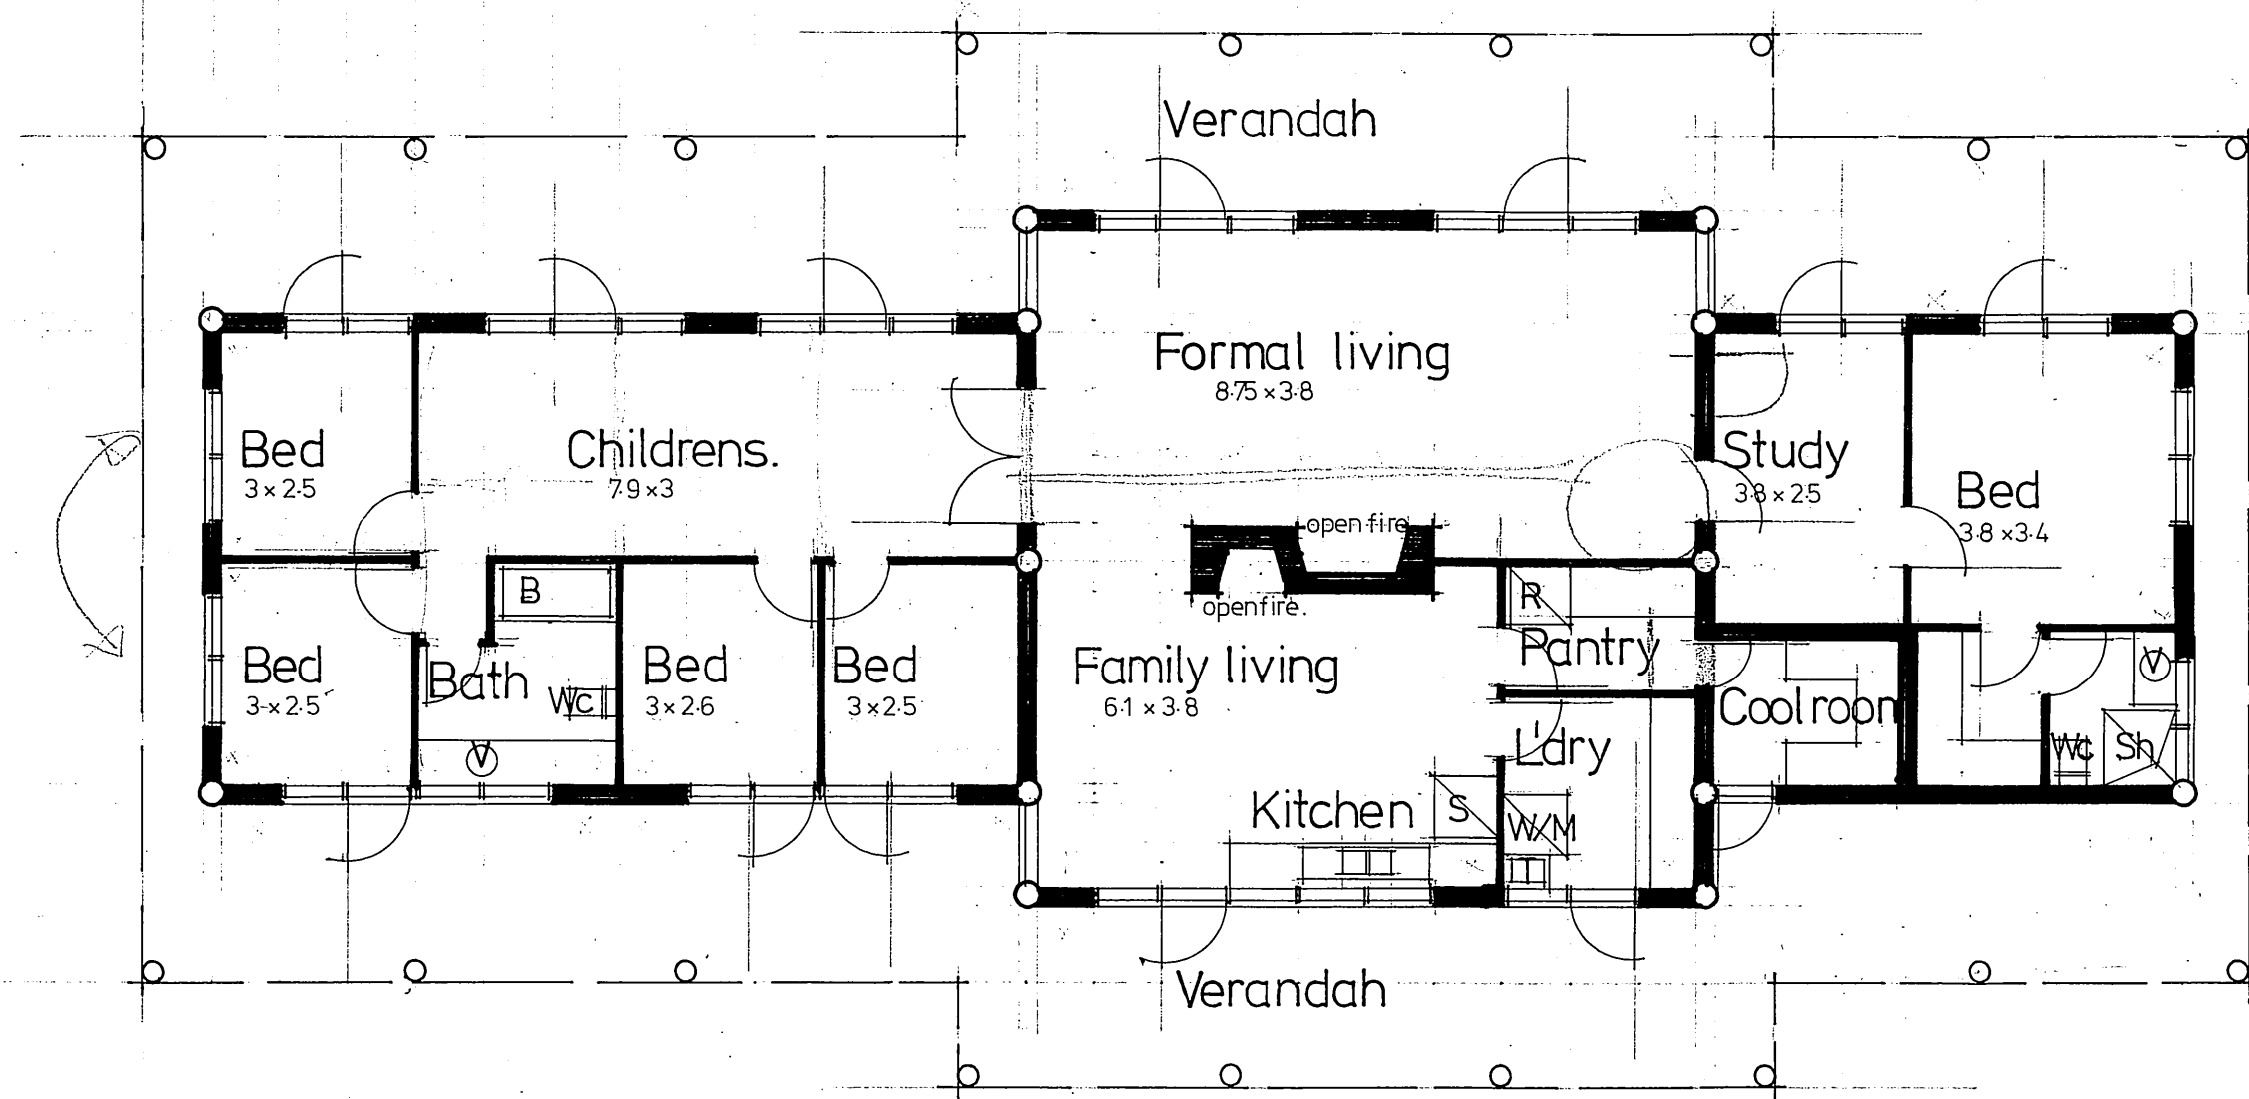 Verandah
Formal living
8.75 × 3.8
Bed
3 × 2.5
Childrens.
7.9 × 3
Study
3.8 × 2.5
Bed
3.8 × 3.4
open fire
open fire.
B
R
Bed
3 × 2.5
Bath
Wc
V
Bed
3 × 2.6
Bed
3 × 2.5
Family living
6.1 × 3.8
Pantry
L'dry
Coolroom
V
Wc
Sh
Kitchen
S
W/M
Verandah